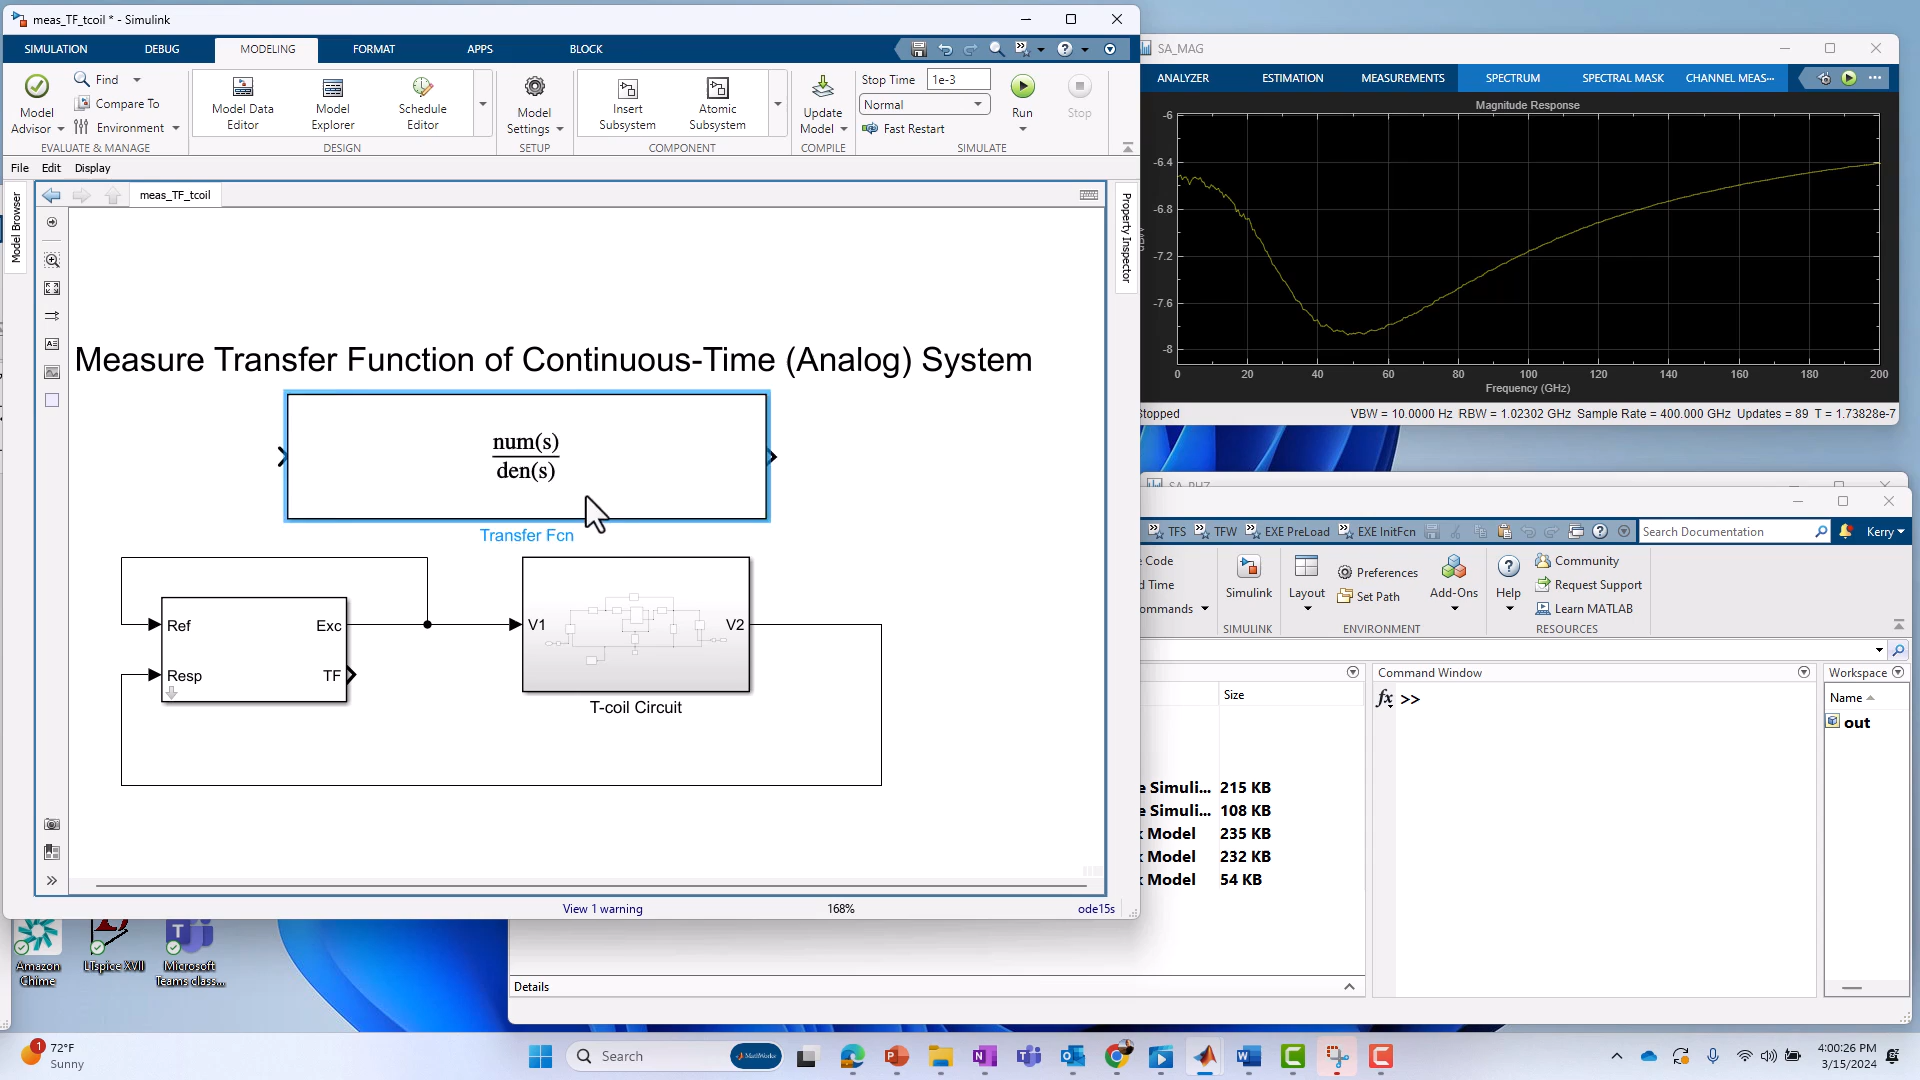 meas_TF_tcoil * - Simulink
SIMULATION DEBUG MODELING FORMAT APPS BLOCK
Model Advisor
Find
Compare To
Environment
Model Data Editor
Model Explorer
Schedule Editor
Model Settings
Insert Subsystem
Atomic Subsystem
Update Model
Stop Time 1e-3
Normal
Fast Restart
Run
Stop
EVALUATE & MANAGE DESIGN SETUP COMPONENT COMPILE SIMULATE
File Edit Display
meas_TF_tcoil
Model Browser
Property Inspector
Measure Transfer Function of Continuous-Time (Analog) System
num(s)
den(s)
Transfer Fcn
Ref Exc
Resp TF
V1 V2
T-coil Circuit
View 1 warning 168% ode15s
SA_MAG
ANALYZER ESTIMATION MEASUREMENTS SPECTRUM SPECTRAL MASK CHANNEL MEAS...
Magnitude Response
-6
-6.4
-6.8
-7.2
-7.6
-8
0 20 40 60 80 100 120 140 160 180 200
Frequency (GHz)
Stopped VBW = 10.0000 Hz RBW = 1.02302 GHz Sample Rate = 400.000 GHz Updates = 89 T = 1.73828e-7
TFS TFW EXE PreLoad EXE InitFcn Search Documentation Kerry
e Code
d Time
ommands
Simulink
Layout
Preferences
Set Path
Add-Ons
Help
Community
Request Support
Learn MATLAB
SIMULINK ENVIRONMENT RESOURCES
Size
e Simuli... 215 KB
e Simuli... 108 KB
k Model 235 KB
k Model 232 KB
k Model 54 KB
Command Window
fx >>
Workspace
Name
out
Details
Amazon Chime
LTspice XVII
Microsoft Teams class...
1
72°F
Sunny
Search
MathWorks
4:00:26 PM
3/15/2024